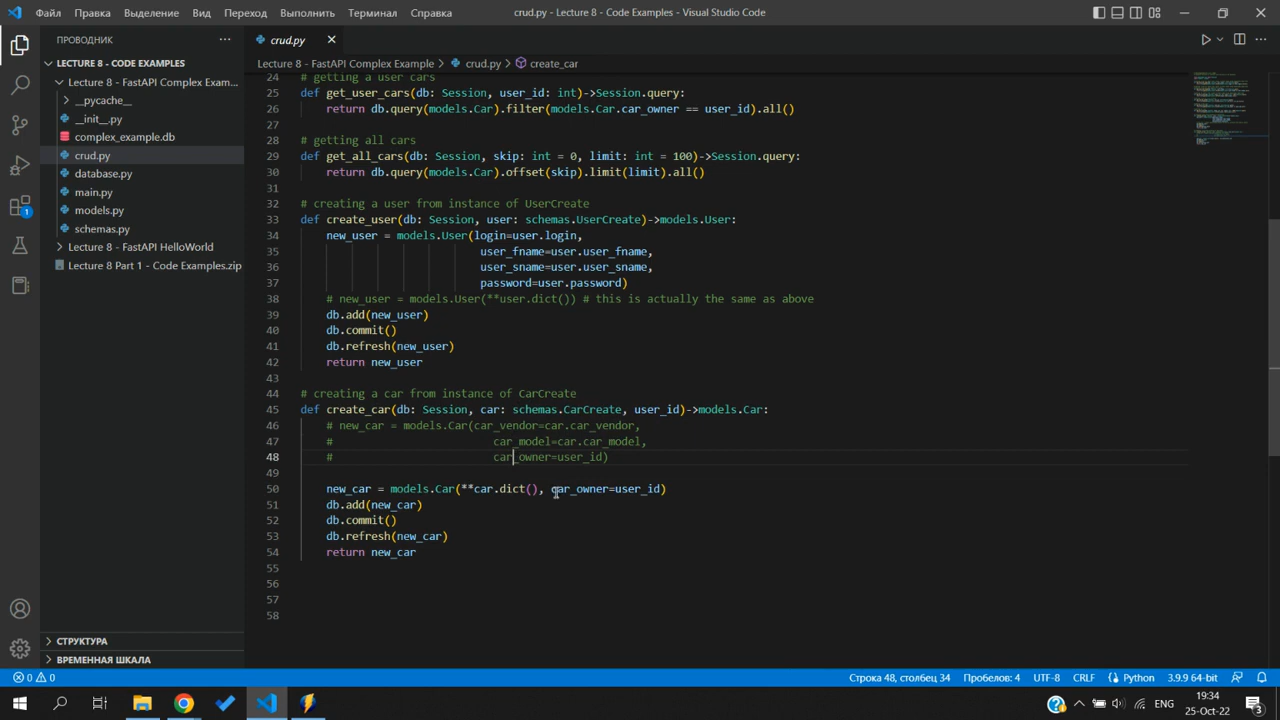 Файл Правка Выделение Вид Переход Выполнить Терминал Справка
crud.py - Lecture 8 - Code Examples - Visual Studio Code
ПРОВОДНИК
crud.py
LECTURE 8 - CODE EXAMPLES
Lecture 8 - FastAPI Complex Exam...
__pycache__
__init__.py
complex_example.db
crud.py
database.py
main.py
models.py
schemas.py
Lecture 8 - FastAPI HelloWorld
Lecture 8 Part 1 - Code Examples.zip
СТРУКТУРА
ВРЕМЕННАЯ ШКАЛА
1
Lecture 8 - FastAPI Complex Example > crud.py > create_car
24 # getting a user cars
25 def get_user_cars(db: Session, user_id: int)->Session.query:
26 return db.query(models.Car).filter(models.Car.car_owner == user_id).all()
27
28 # getting all cars
29 def get_all_cars(db: Session, skip: int = 0, limit: int = 100)->Session.query:
30 return db.query(models.Car).offset(skip).limit(limit).all()
31
32 # creating a user from instance of UserCreate
33 def create_user(db: Session, user: schemas.UserCreate)->models.User:
34 new_user = models.User(login=user.login,
35 user_fname=user.user_fname,
36 user_sname=user.user_sname,
37 password=user.password)
38 # new_user = models.User(**user.dict()) # this is actually the same as above
39 db.add(new_user)
40 db.commit()
41 db.refresh(new_user)
42 return new_user
43
44 # creating a car from instance of CarCreate
45 def create_car(db: Session, car: schemas.CarCreate, user_id)->models.Car:
46 # new_car = models.Car(car_vendor=car.car_vendor,
47 # car_model=car.car_model,
48 # car_owner=user_id)
49
50 new_car = models.Car(**car.dict(), car_owner=user_id)
51 db.add(new_car)
52 db.commit()
53 db.refresh(new_car)
54 return new_car
55
56
57
58
0 0 Строка 48, столбец 34 Пробелов: 4 UTF-8 CRLF Python 3.9.9 64-bit
ENG
19:34
25-Oct-22
3